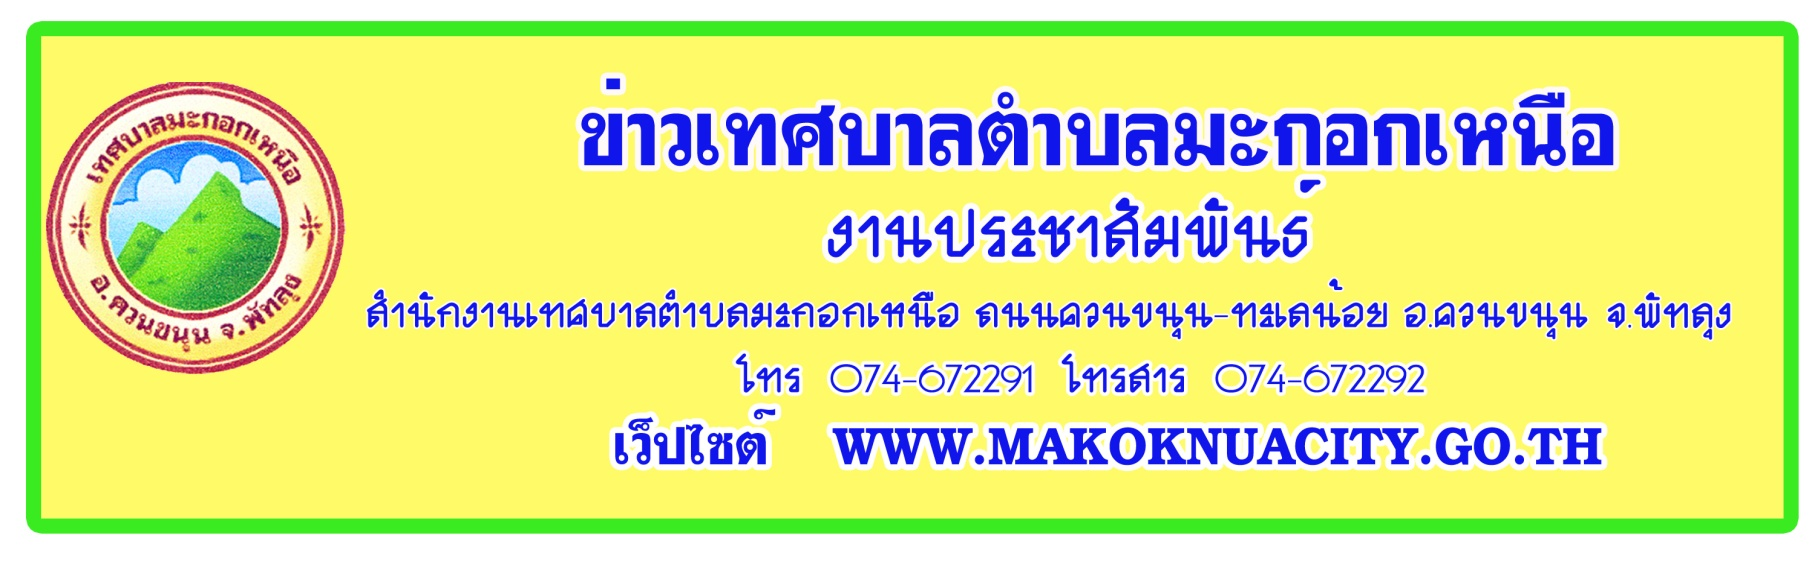 เทศบาลมะกอกเหนือ
อ.ควนขนุน จ.พัทลุง
ข่าวเทศบาลตำบลมะกอกเหนือ
งานประชาสัมพันธ์
สำนักงานเทศบาลตำบลมะกอกเหนือ ถนนควนขนุน-ทะเลน้อย อ.ควนขนุน จ.พัทลุง
โทร 074-672291 โทรสาร 074-672292
เว็ปไซต์ WWW.MAKOKNUACITY.GO.TH